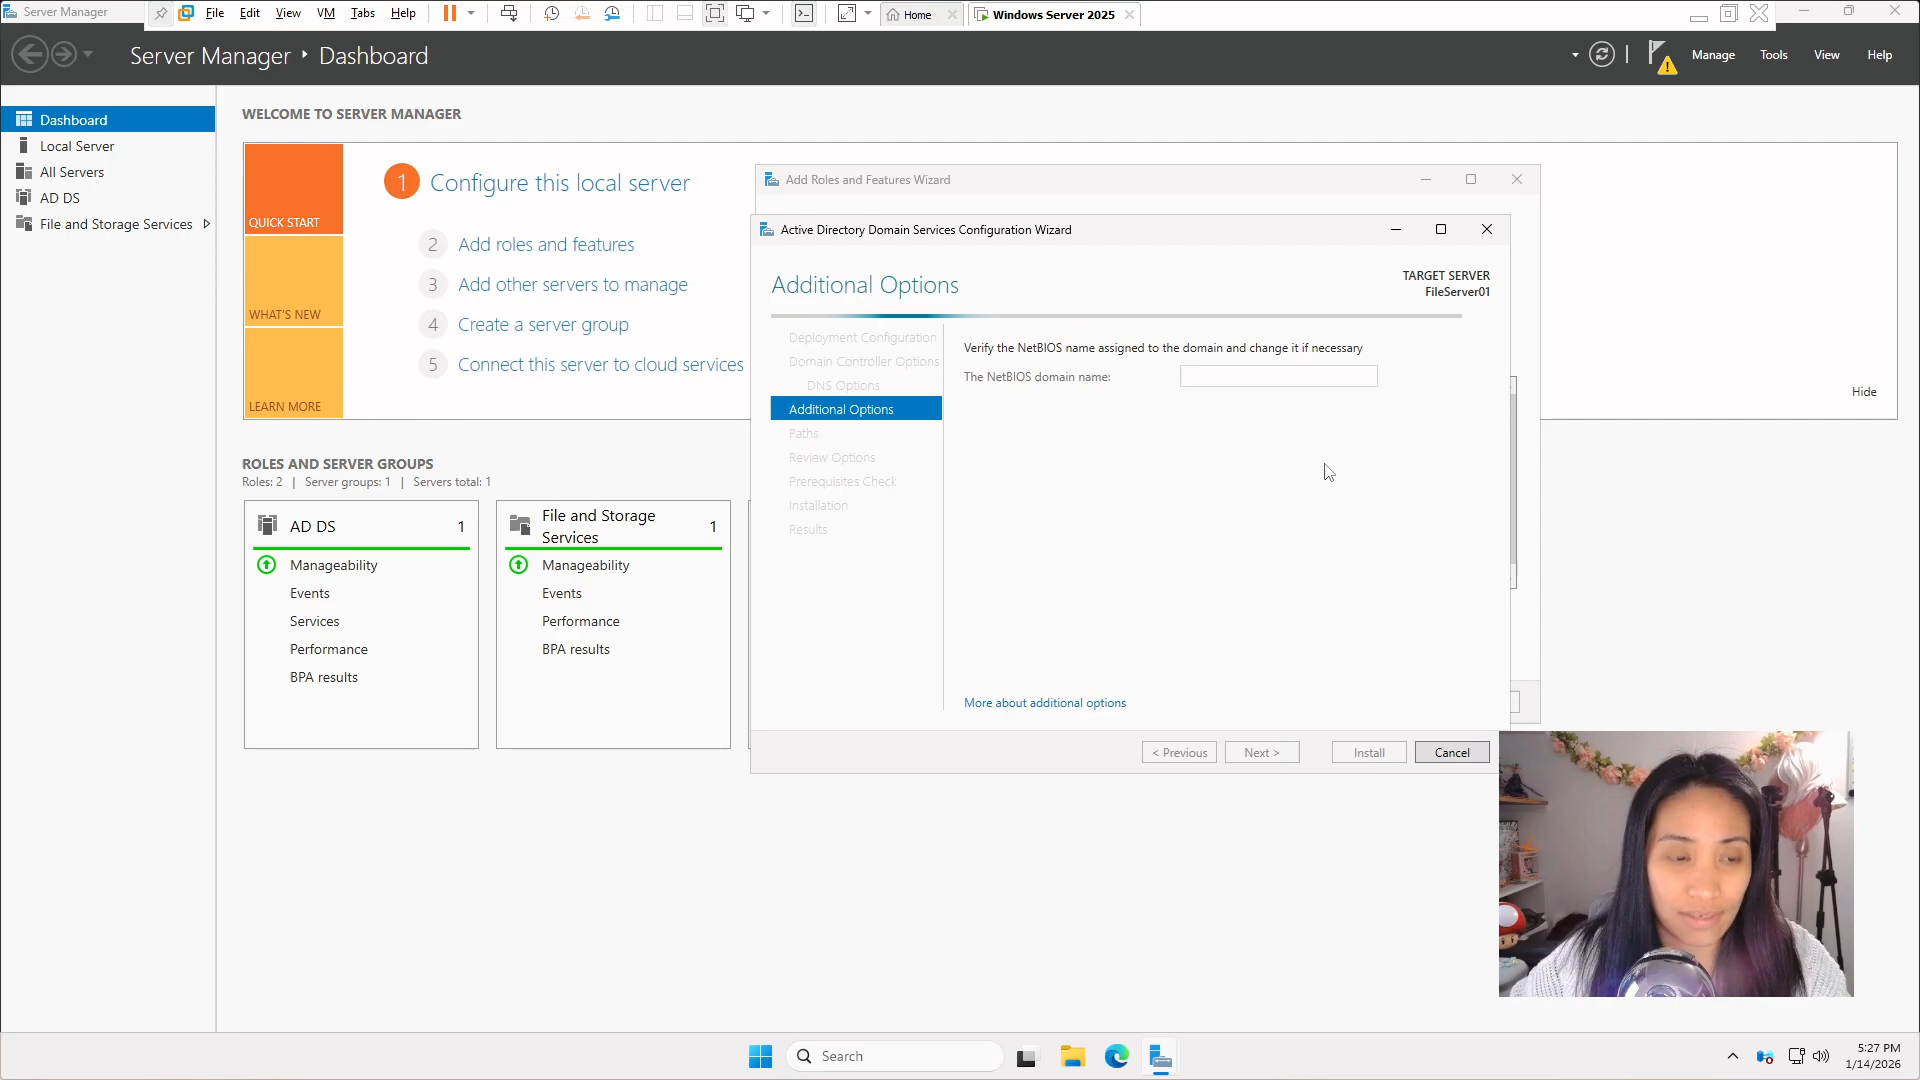 Server Manager
File Edit View VM Tabs Help
Home
Windows Server 2025
Server Manager ‣ Dashboard
Manage Tools View Help
Dashboard
Local Server
All Servers
AD DS
File and Storage Services
WELCOME TO SERVER MANAGER
QUICK START
WHAT'S NEW
LEARN MORE
1 Configure this local server
2 Add roles and features
3 Add other servers to manage
4 Create a server group
5 Connect this server to cloud services
Hide
ROLES AND SERVER GROUPS
Roles: 2 | Server groups: 1 | Servers total: 1
AD DS 1
Manageability
Events
Services
Performance
BPA results
File and Storage Services 1
Manageability
Events
Performance
BPA results
Add Roles and Features Wizard
Active Directory Domain Services Configuration Wizard
Additional Options
TARGET SERVER
FileServer01
Deployment Configuration
Domain Controller Options
DNS Options
Additional Options
Paths
Review Options
Prerequisites Check
Installation
Results
Verify the NetBIOS name assigned to the domain and change it if necessary
The NetBIOS domain name:
More about additional options
< Previous
Next >
Install
Cancel
Search
5:27 PM
1/14/2026